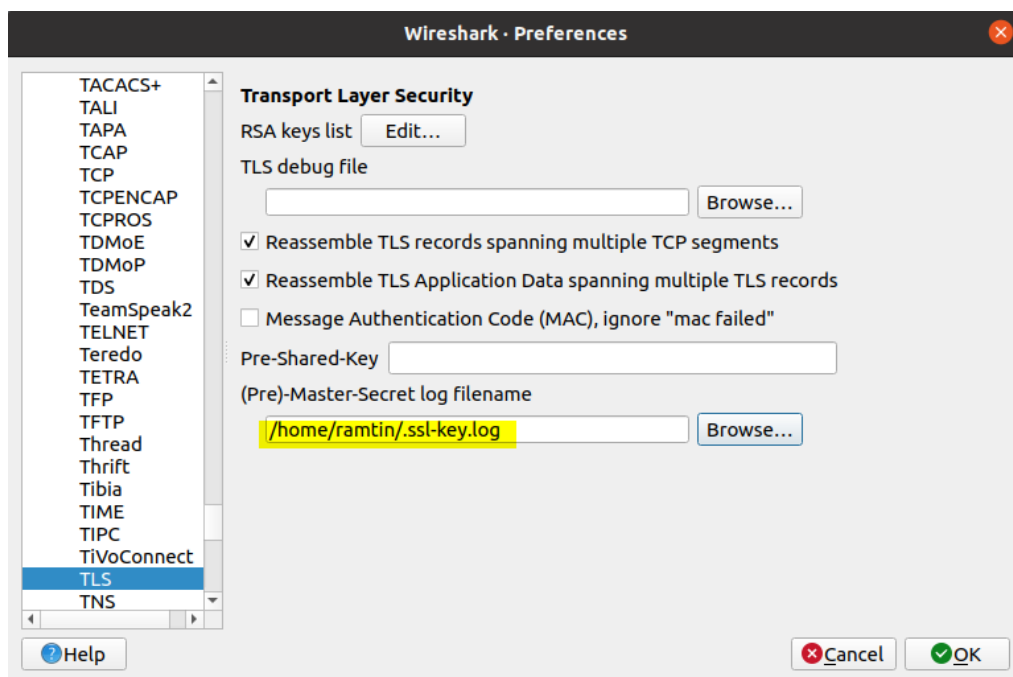 Wireshark · Preferences
TACACS+
TALI
TAPA
TCAP
TCP
TCPENCAP
TCPROS
TDMoE
TDMoP
TDS
TeamSpeak2
TELNET
Teredo
TETRA
TFP
TFTP
Thread
Thrift
Tibia
TIME
TIPC
TiVoConnect
TLS
TNS
Transport Layer Security
RSA keys list Edit...
TLS debug file
Browse...
Reassemble TLS records spanning multiple TCP segments
Reassemble TLS Application Data spanning multiple TLS records
Message Authentication Code (MAC), ignore "mac failed"
Pre-Shared-Key
(Pre)-Master-Secret log filename
/home/ramtin/.ssl-key.log Browse...
?Help Cancel OK